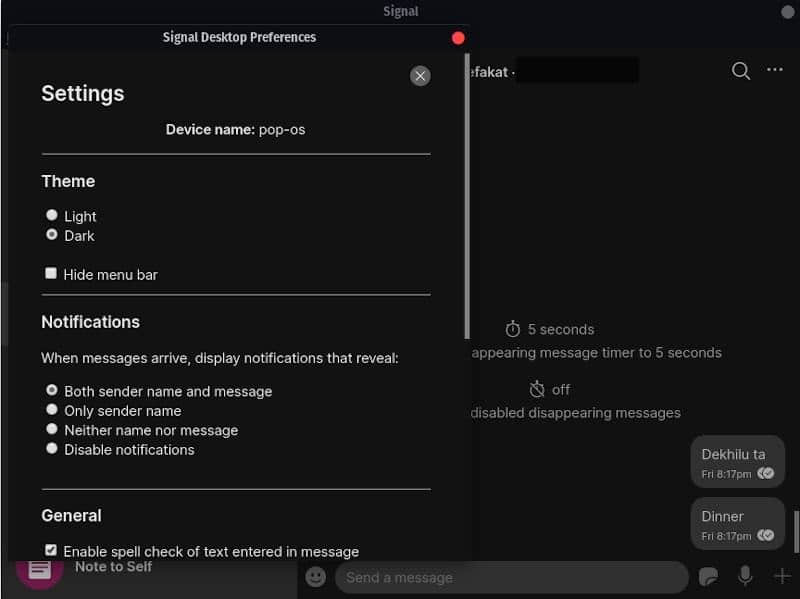 Signal
Signal Desktop Preferences
Settings
Device name: pop-os
Theme
Light
Dark
Hide menu bar
Notifications
When messages arrive, display notifications that reveal:
Both sender name and message
Only sender name
Neither name nor message
Disable notifications
General
Enable spell check of text entered in message
Note to Self
efakat ·
5 seconds
appearing message timer to 5 seconds
off
disabled disappearing messages
Dekhilu ta
Fri 8:17pm
Dinner
Fri 8:17pm
Send a message